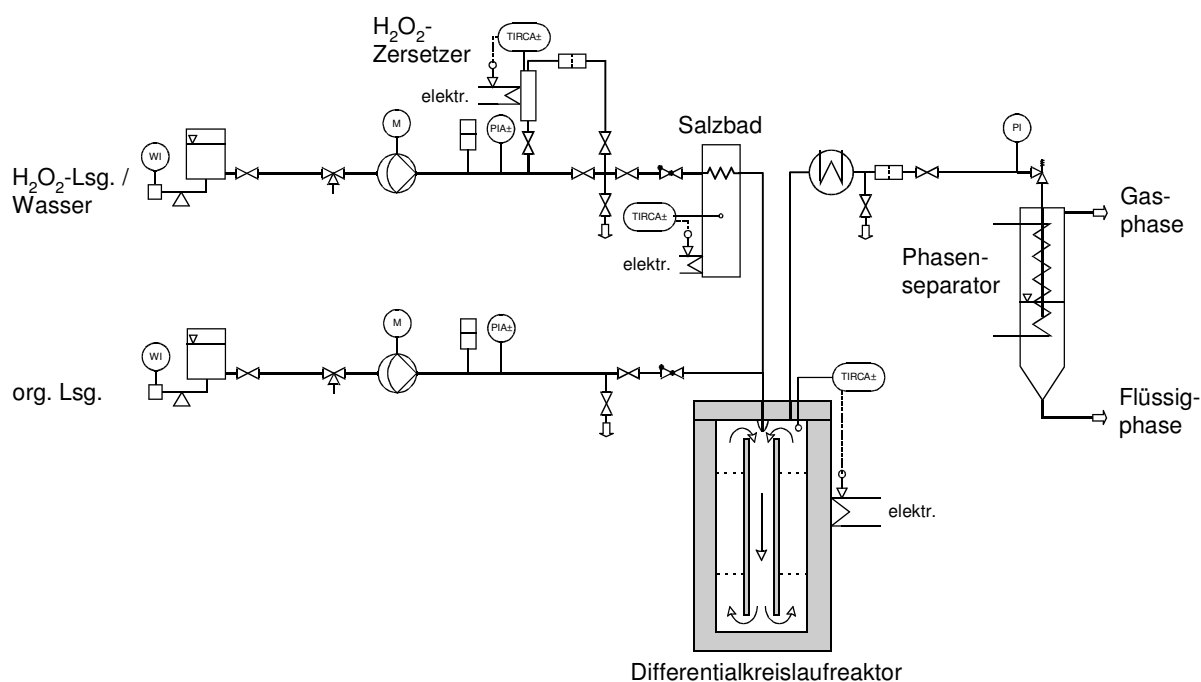 H2O2-
Zersetzer
TIRCA±
elektr.
M
PIA±
Salzbad
PI
WI
H2O2-Lsg. /
Wasser
TIRCA±
elektr.
Gas-
phase
Phasen-
separator
M
PIA±
WI
org. Lsg.
TIRCA±
Flüssig-
phase
elektr.
Differentialkreislaufreaktor